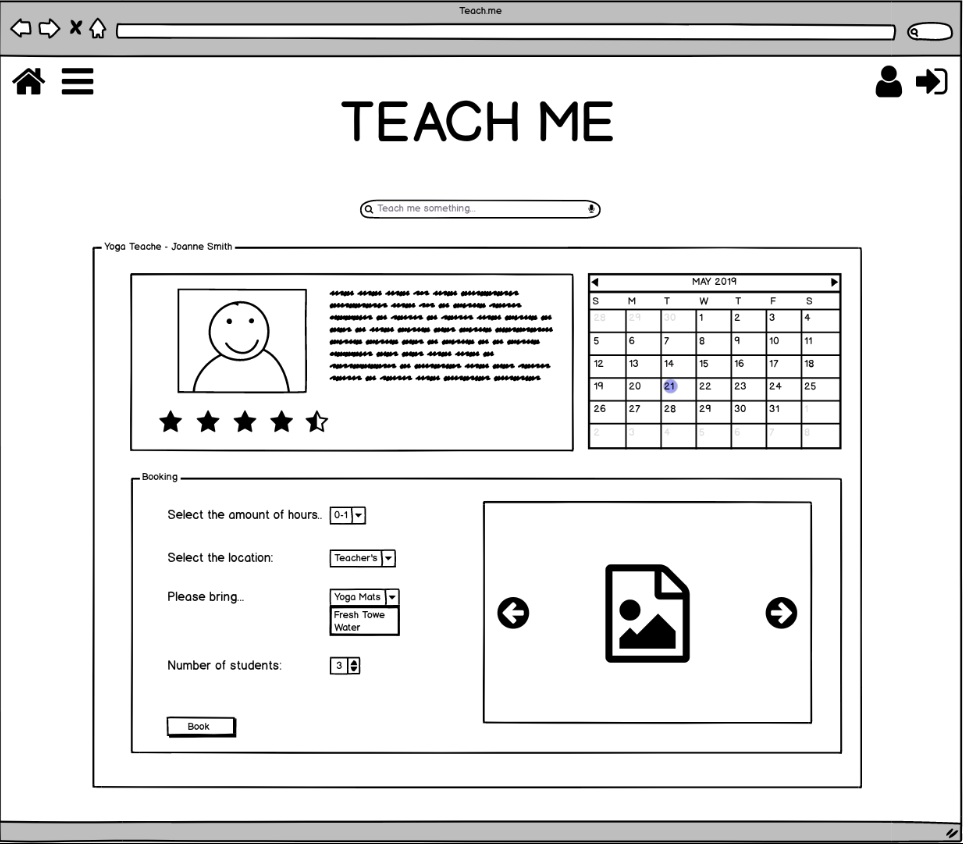 Teach.me
TEACH ME
Teach me something...
Yoga Teache - Joanne Smith
MAY 2019
S M T W T F S
28 29 30 1 2 3 4
5 6 7 8 9 10 11
12 13 14 15 16 17 18
19 20 21 22 23 24 25
26 27 28 29 30 31 1
2 3 4 5 6 7 8
Booking
Select the amount of hours.. 0-1
Select the location: Teacher's
Please bring... Yoga Mats
Fresh Towe
Water
Number of students: 3
Book